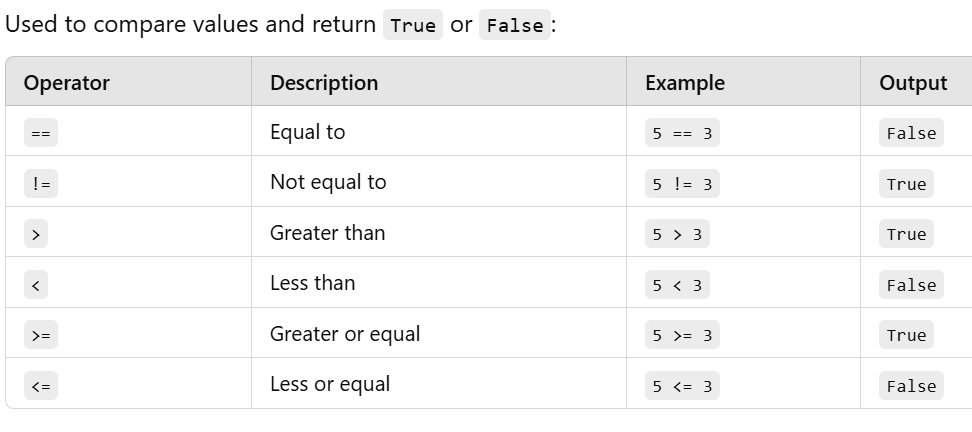 Used to compare values and return True or False:
Operator Description Example Output
== Equal to 5 == 3 False
!= Not equal to 5 != 3 True
> Greater than 5 > 3 True
< Less than 5 < 3 False
>= Greater or equal 5 >= 3 True
<= Less or equal 5 <= 3 False